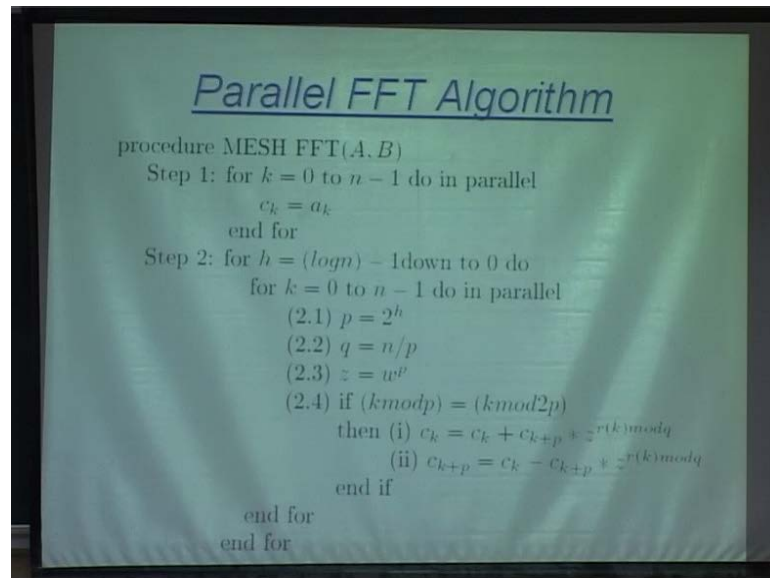 Parallel FFT Algorithm
procedure MESH FFT(A, B)
Step 1: for k = 0 to n − 1 do in parallel
c_k = a_k
end for
Step 2: for h = (logn) − 1down to 0 do
for k = 0 to n − 1 do in parallel
(2.1) p = 2^h
(2.2) q = n/p
(2.3) z = w^p
(2.4) if (kmodp) = (kmod2p)
then (i) c_k = c_k + c_{k+p} * z^{r(k)modq}
(ii) c_{k+p} = c_k − c_{k+p} * z^{r(k)modq}
end if
end for
end for